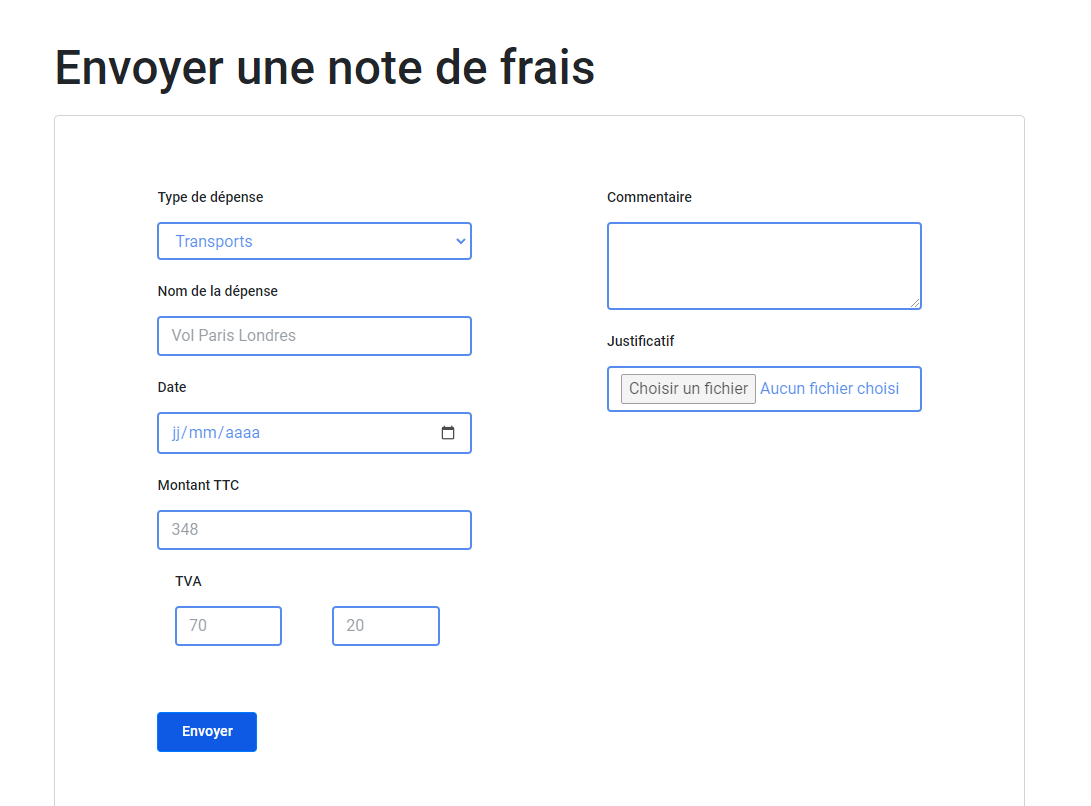 Envoyer une note de frais
Type de dépense
Transports
Nom de la dépense
Vol Paris Londres
Date
jj/mm/aaaa
Montant TTC
348
TVA
70
20
Envoyer
Commentaire
Justificatif
Choisir un fichier Aucun fichier choisi